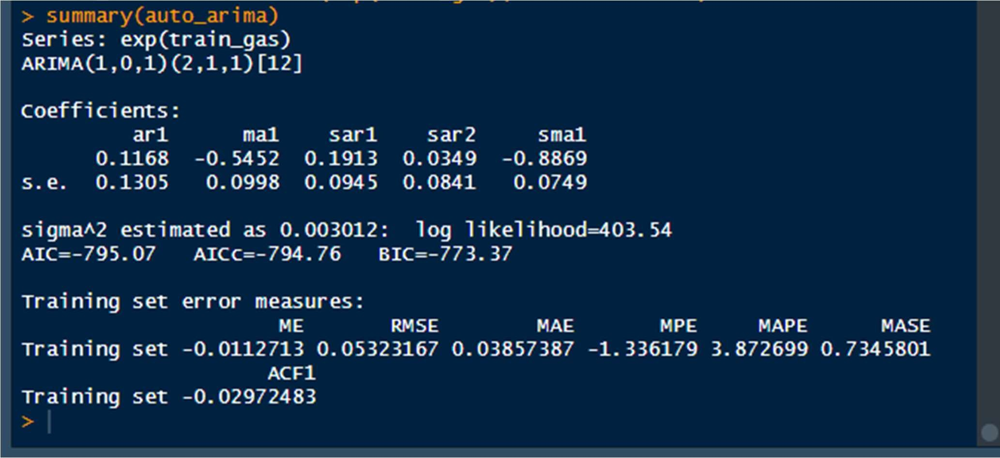 > summary(auto_arima)
Series: exp(train_gas)
ARIMA(1,0,1)(2,1,1)[12]
Coefficients:
ar1 ma1 sar1 sar2 sma1
0.1168 -0.5452 0.1913 0.0349 -0.8869
s.e. 0.1305 0.0998 0.0945 0.0841 0.0749
sigma^2 estimated as 0.003012: log likelihood=403.54
AIC=-795.07 AICc=-794.76 BIC=-773.37
Training set error measures:
ME RMSE MAE MPE MAPE MASE
Training set -0.0112713 0.05323167 0.03857387 -1.336179 3.872699 0.7345801
ACF1
Training set -0.02972483
>